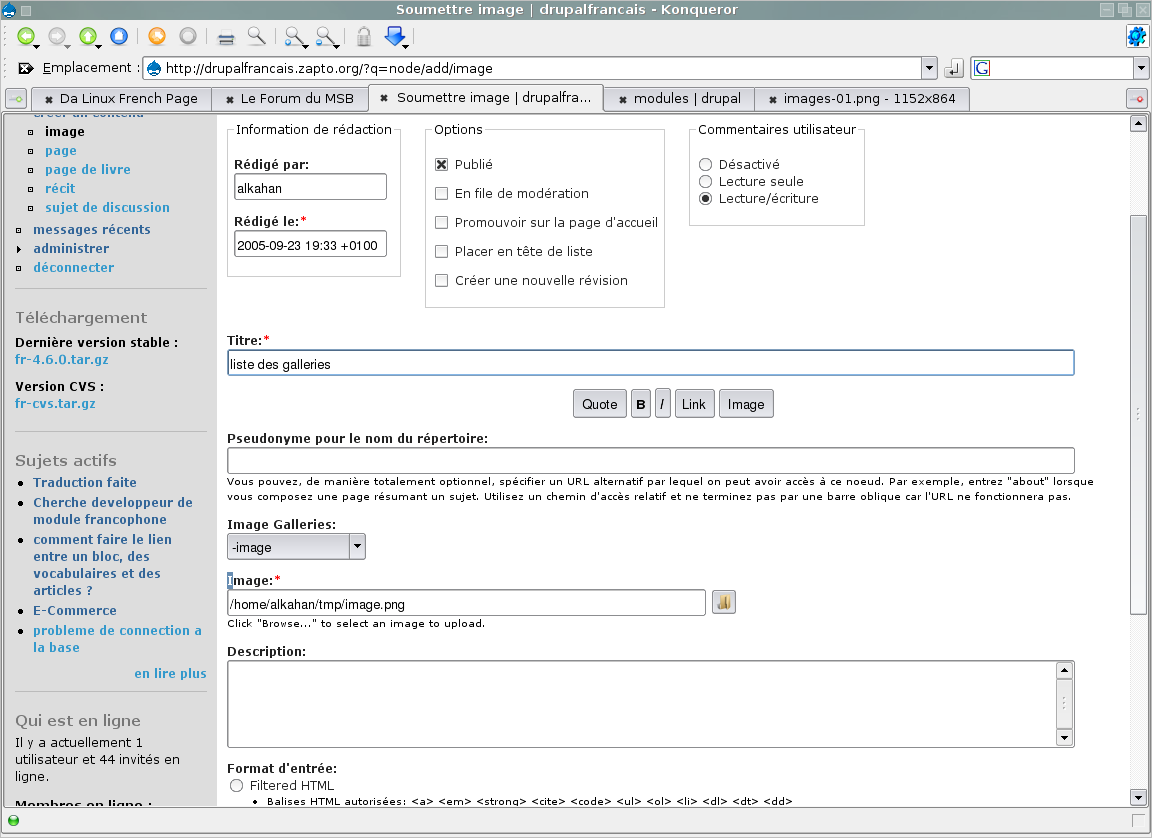 Soumettre image | drupalfrancais - Konqueror
Emplacement : http://drupalfrancais.zapto.org/?q=node/add/image
G
Da Linux French Page
Le Forum du MSB
Soumettre image | drupalfra...
modules | drupal
images-01.png - 1152x864
créer un contenu
image
page
page de livre
récit
sujet de discussion
messages récents
administrer
déconnecter
Téléchargement
Dernière version stable :
fr-4.6.0.tar.gz
Version CVS :
fr-cvs.tar.gz
Sujets actifs
Traduction faite
Cherche developpeur de
module francophone
comment faire le lien
entre un bloc, des
vocabulaires et des
articles ?
E-Commerce
probleme de connection a
la base
en lire plus
Qui est en ligne
Il y a actuellement 1
utilisateur et 44 invités en
ligne.
Membres en ligne :
Information de rédaction
Rédigé par:
alkahan
Rédigé le:*
2005-09-23 19:33 +0100
Options
Publié
En file de modération
Promouvoir sur la page d'accueil
Placer en tête de liste
Créer une nouvelle révision
Commentaires utilisateur
Désactivé
Lecture seule
Lecture/écriture
Titre:*
liste des galleries
Quote B I Link Image
Pseudonyme pour le nom du répertoire:
Vous pouvez, de manière totalement optionnel, spécifier un URL alternatif par lequel on peut avoir accès à ce noeud. Par exemple, entrez "about" lorsque
vous composez une page résumant un sujet. Utilisez un chemin d'accès relatif et ne terminez pas par une barre oblique car l'URL ne fonctionnera pas.
Image Galleries:
-image
Image:*
/home/alkahan/tmp/image.png
Click "Browse..." to select an image to upload.
Description:
Format d'entrée:
Filtered HTML
Balises HTML autorisées: <a> <em> <strong> <cite> <code> <ul> <ol> <li> <dl> <dt> <dd>